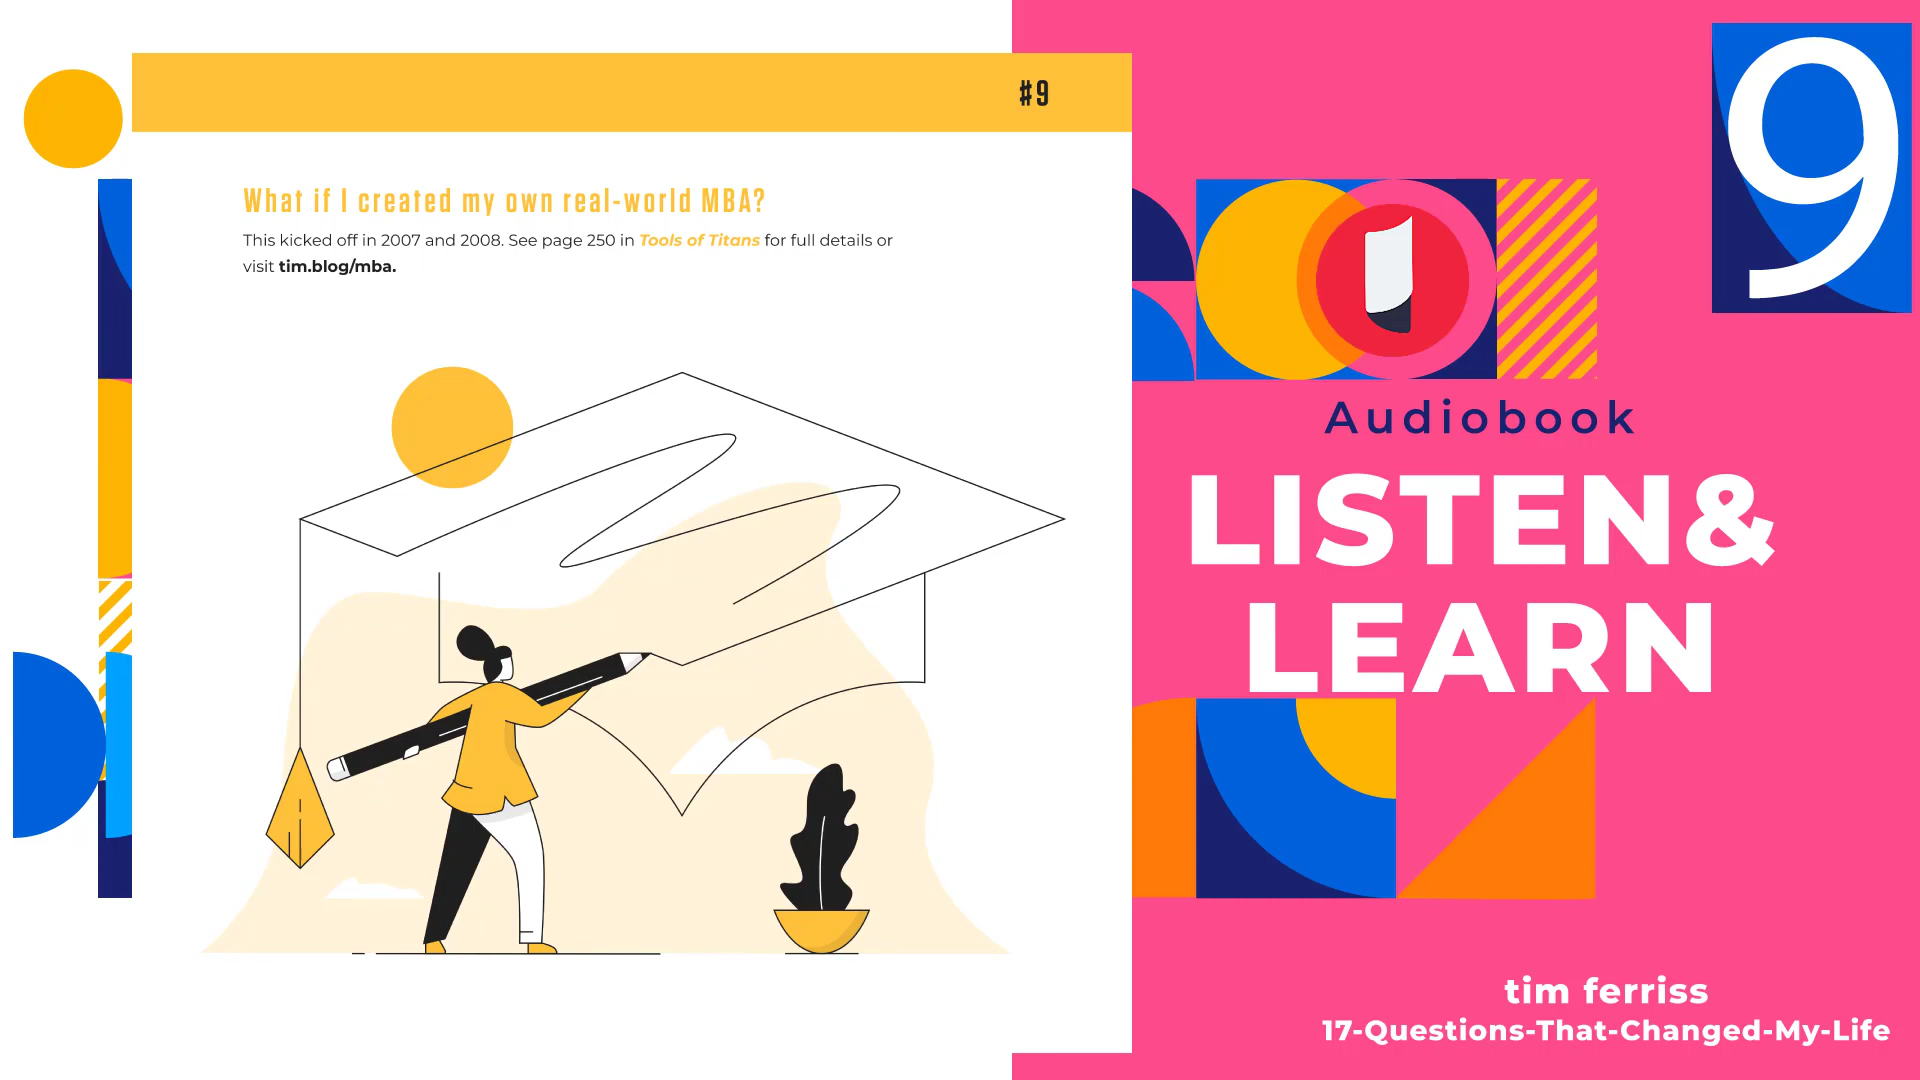 #9
What if I created my own real-world MBA?
This kicked off in 2007 and 2008. See page 250 in Tools of Titans for full details or
visit tim.blog/mba.
9
Audiobook
LISTEN&
LEARN
tim ferriss
17-Questions-That-Changed-My-Life